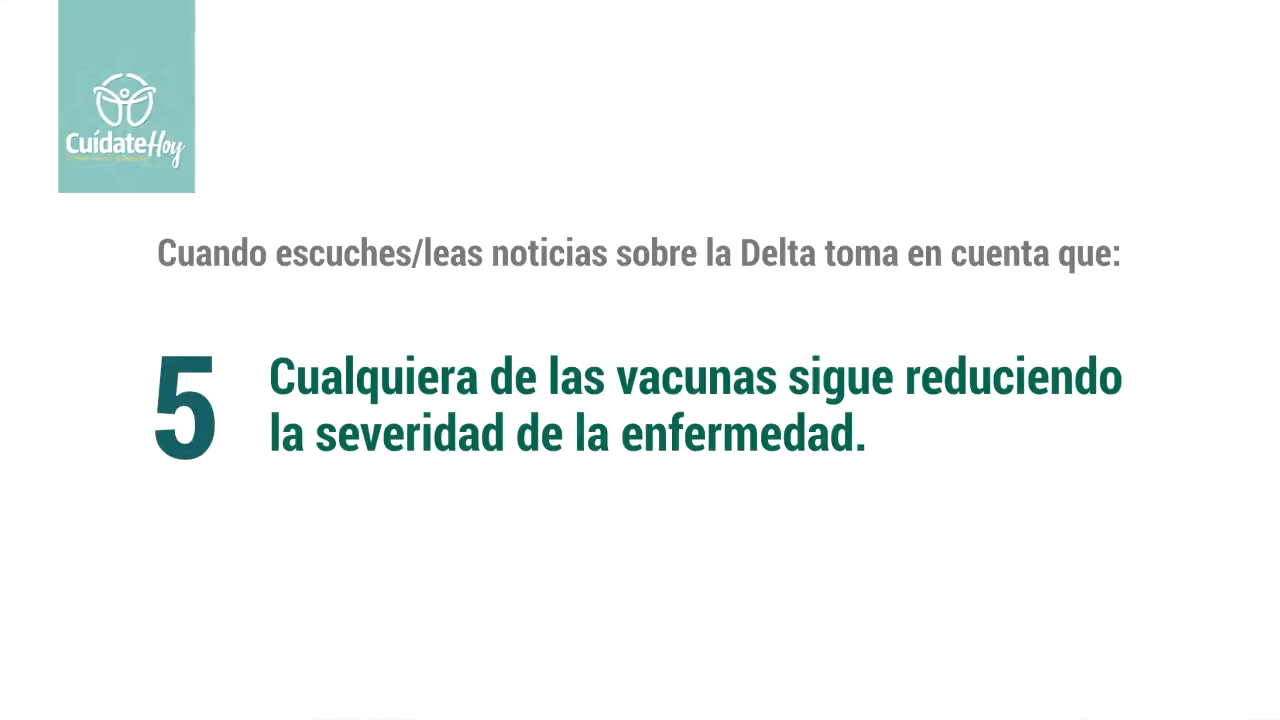 CuídateHoy
Cuando escuches/leas noticias sobre la Delta toma en cuenta que:
5
Cualquiera de las vacunas sigue reduciendo
la severidad de la enfermedad.